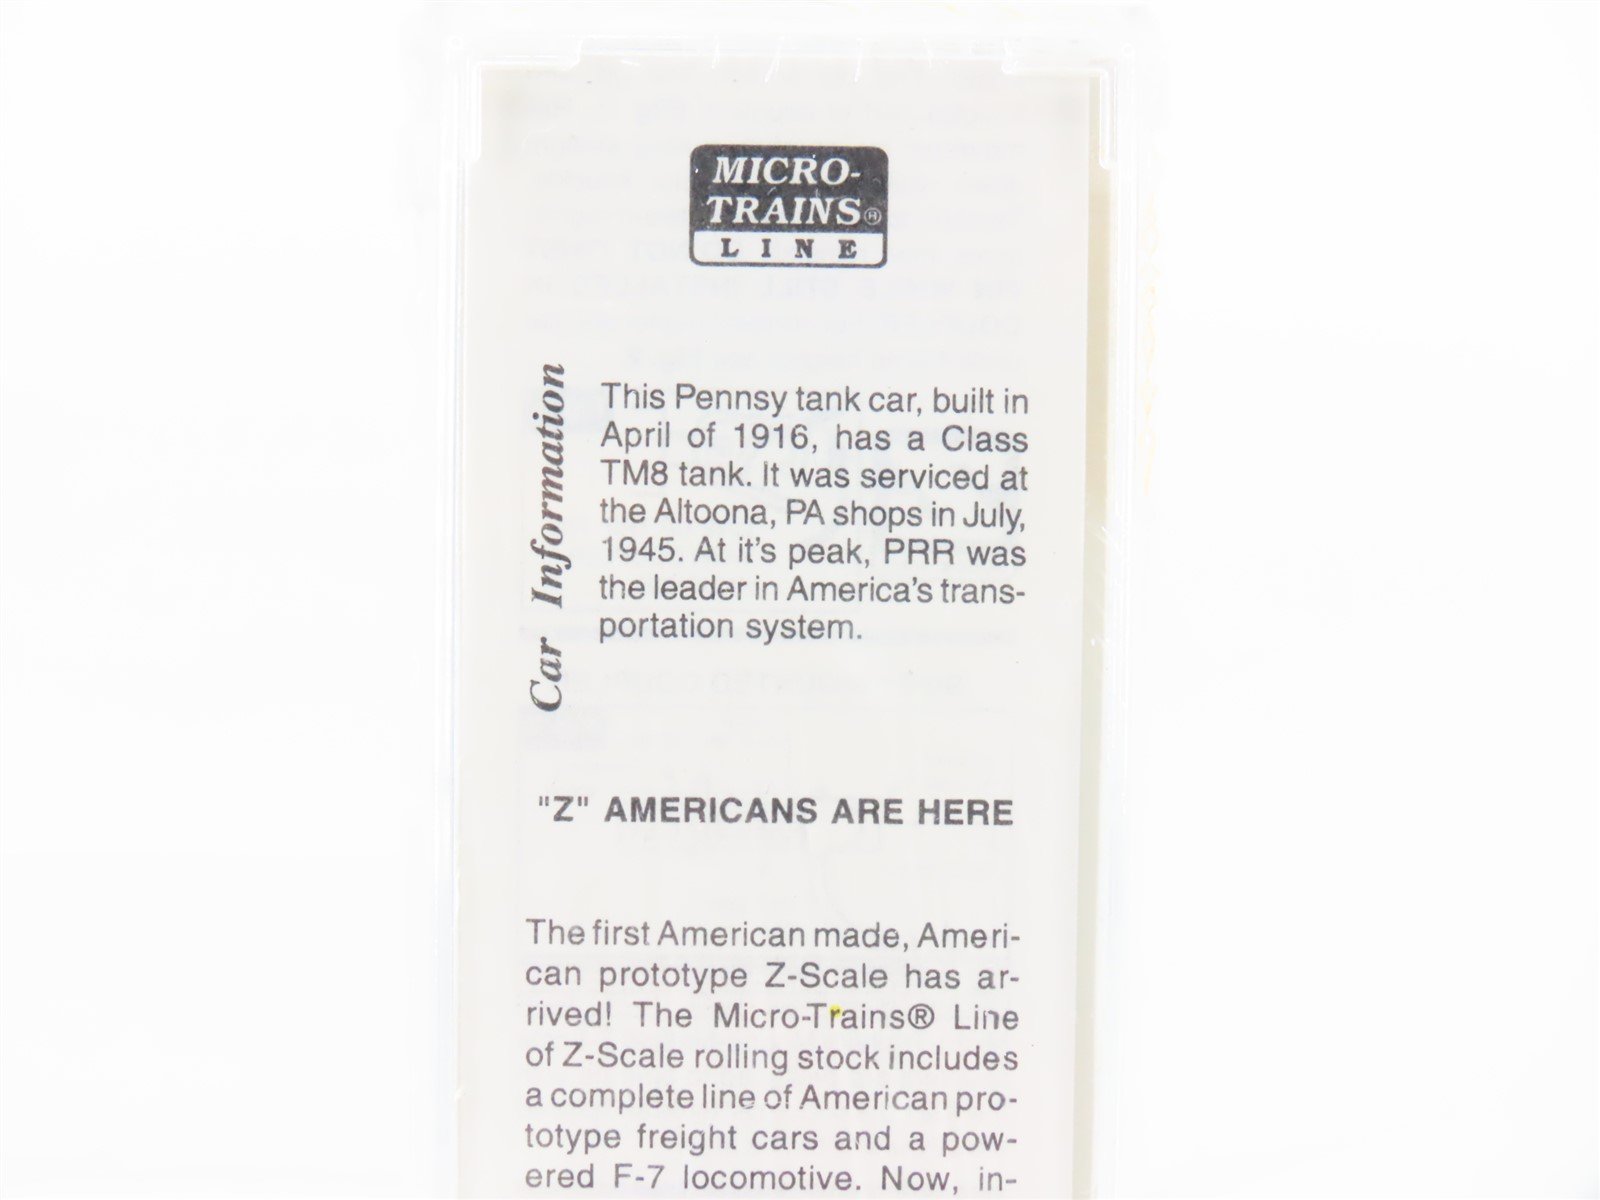 MICRO-
TRAINS®
LINE
Car Information
This Pennsy tank car, built in
April of 1916, has a Class
TM8 tank. It was serviced at
the Altoona, PA shops in July,
1945. At it's peak, PRR was
the leader in America's trans-
portation system.
"Z" AMERICANS ARE HERE
The first American made, Ameri-
can prototype Z-Scale has ar-
rived! The Micro-Trains® Line
of Z-Scale rolling stock includes
a complete line of American pro-
totype freight cars and a pow-
ered F-7 locomotive. Now, in-